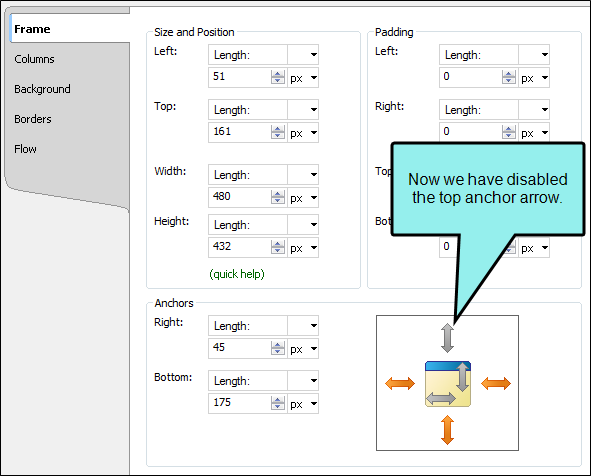 Frame
Columns
Background
Borders
Flow
Size and Position
Left:
Length:
51
px
Top:
Length:
161
px
Width:
Length:
480
px
Height:
Length:
432
px
(quick help)
Padding
Left:
Length:
0
px
Right:
Length:
0
px
Now we have disabled
the top anchor arrow.
0
px
Anchors
Right:
Length:
45
px
Bottom:
Length:
175
px